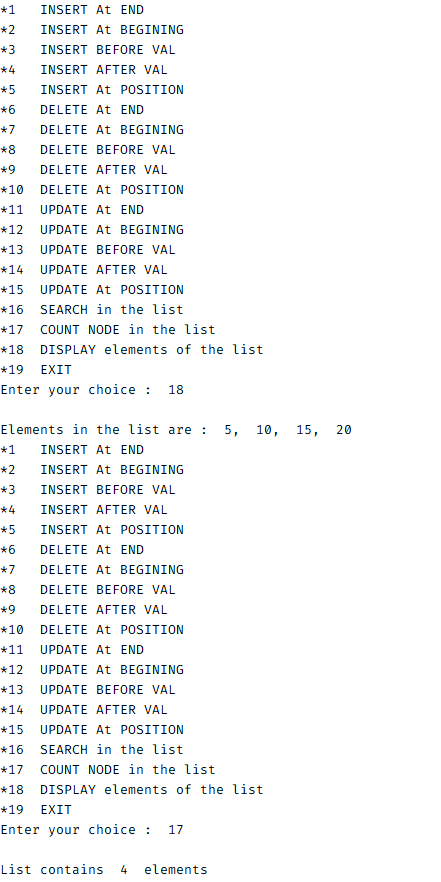 *1   INSERT At END
*2   INSERT At BEGINING
*3   INSERT BEFORE VAL
*4   INSERT AFTER VAL
*5   INSERT At POSITION
*6   DELETE At END
*7   DELETE At BEGINING
*8   DELETE BEFORE VAL
*9   DELETE AFTER VAL
*10  DELETE At POSITION
*11  UPDATE At END
*12  UPDATE At BEGINING
*13  UPDATE BEFORE VAL
*14  UPDATE AFTER VAL
*15  UPDATE At POSITION
*16  SEARCH in the list
*17  COUNT NODE in the list
*18  DISPLAY elements of the list
*19  EXIT
Enter your choice :  18

Elements in the list are :  5,  10,  15,  20
*1   INSERT At END
*2   INSERT At BEGINING
*3   INSERT BEFORE VAL
*4   INSERT AFTER VAL
*5   INSERT At POSITION
*6   DELETE At END
*7   DELETE At BEGINING
*8   DELETE BEFORE VAL
*9   DELETE AFTER VAL
*10  DELETE At POSITION
*11  UPDATE At END
*12  UPDATE At BEGINING
*13  UPDATE BEFORE VAL
*14  UPDATE AFTER VAL
*15  UPDATE At POSITION
*16  SEARCH in the list
*17  COUNT NODE in the list
*18  DISPLAY elements of the list
*19  EXIT
Enter your choice :  17

List contains  4  elements